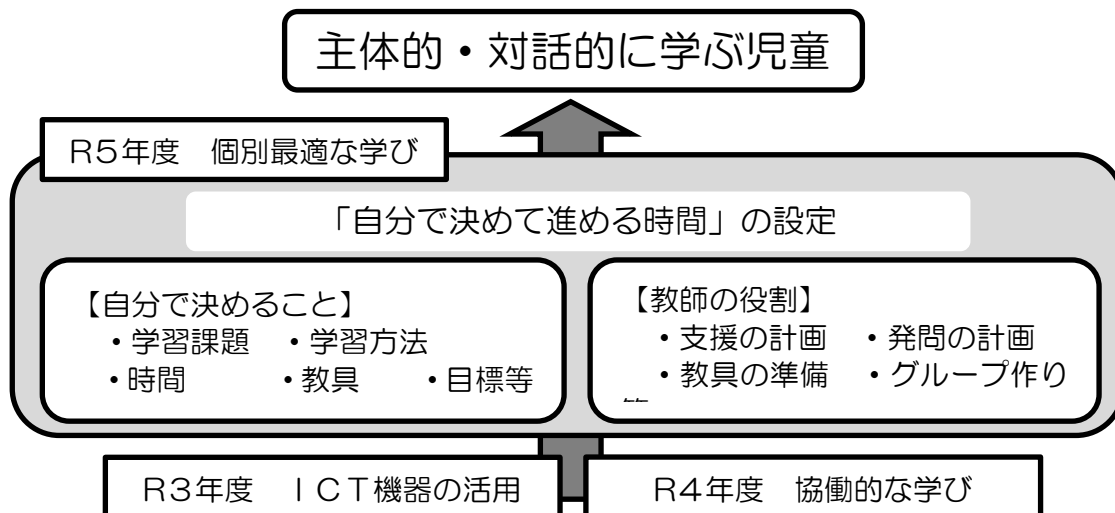 主体的・対話的に学ぶ児童
R5年度　個別最適な学び
「自分で決めて進める時間」の設定
【自分で決めること】
・学習課題　・学習方法
・時間　　　・教具　　・目標等
【教師の役割】
・支援の計画　・発問の計画
・教具の準備　・グループ作り
R3年度　ICT機器の活用
R4年度　協働的な学び